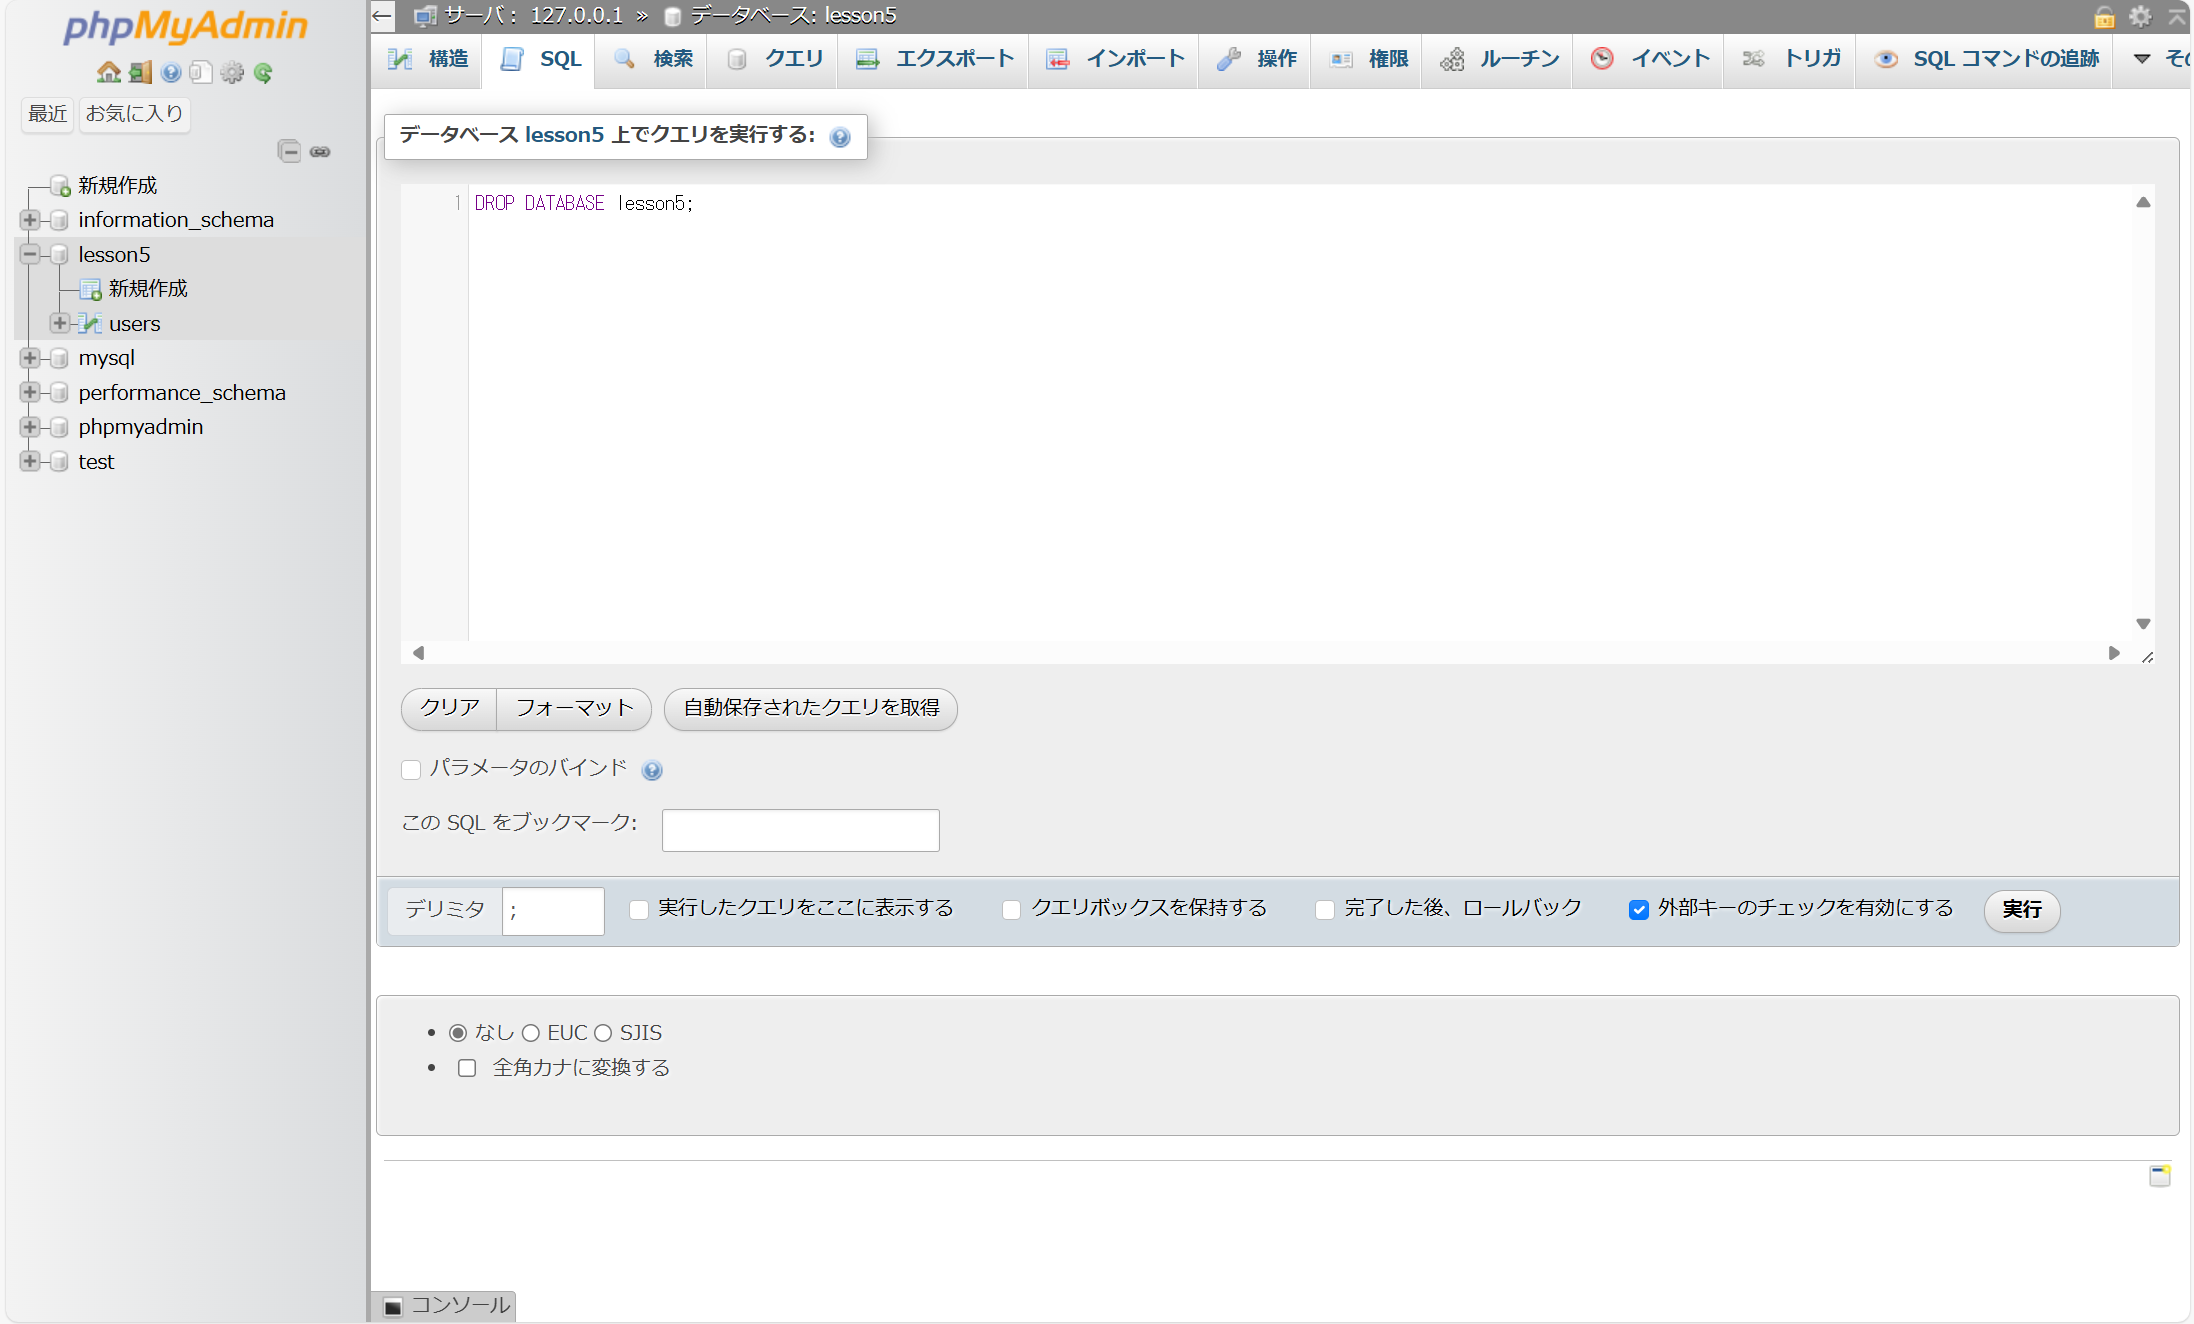 phpMyAdmin
最近 お気に入り
新規作成
information_schema
lesson5
新規作成
users
mysql
performance_schema
phpmyadmin
test
サーバ: 127.0.0.1 » データベース: lesson5
構造 SQL 検索 クエリ エクスポート インポート 操作 権限 ルーチン イベント トリガ SQL コマンドの追跡
データベース lesson5 上でクエリを実行する:
1 DROP DATABASE lesson5;
クリア フォーマット 自動保存されたクエリを取得
パラメータのバインド
この SQL をブックマーク:
デリミタ ; 実行したクエリをここに表示する クエリボックスを保持する 完了した後、ロールバック 外部キーのチェックを有効にする 実行
なし EUC SJIS
全角カナに変換する
コンソール